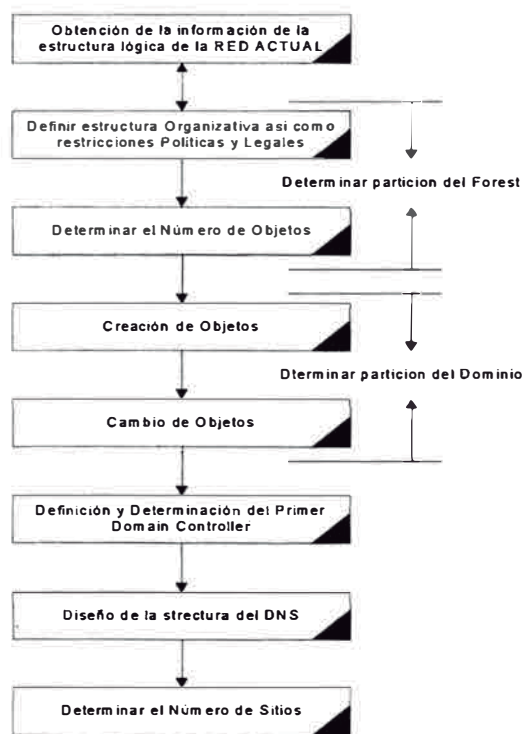 Obtención de la información de la
estructura lógica de la RED ACTUAL
Definir estructura Organizativa asi como
restricciones Políticas y Legales
Determinar particion del Forest
Determinar el Número de Objetos
Creación de Objetos
Dterminar particion del Dominio
Cambio de Objetos
Definición y Determinación del Primer
Domain Controller
Diseño de la strectura del DNS
Determinar el Número de Sitios